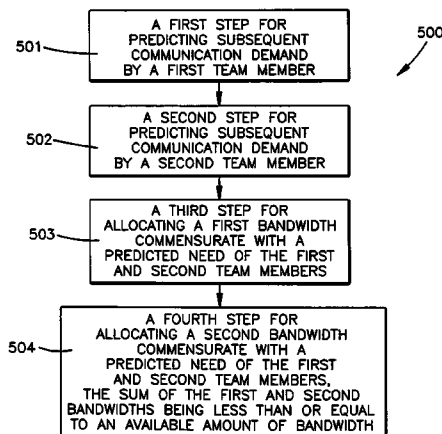 500
501
A FIRST STEP FOR
PREDICTING SUBSEQUENT
COMMUNICATION DEMAND
BY A FIRST TEAM MEMBER
502
A SECOND STEP FOR
PREDICTING SUBSEQUENT
COMMUNICATION DEMAND
BY A SECOND TEAM MEMBER
503
A THIRD STEP FOR
ALLOCATING A FIRST BANDWIDTH
COMMENSURATE WITH A
PREDICTED NEED OF THE FIRST
AND SECOND TEAM MEMBERS
504
A FOURTH STEP FOR
ALLOCATING A SECOND BANDWIDTH
COMMENSURATE WITH A
PREDICTED NEED OF THE FIRST
AND SECOND TEAM MEMBERS,
THE SUM OF THE FIRST AND SECOND
BANDWIDTHS BEING LESS THAN OR EQUAL
TO AN AVAILABLE AMOUNT OF BANDWIDTH